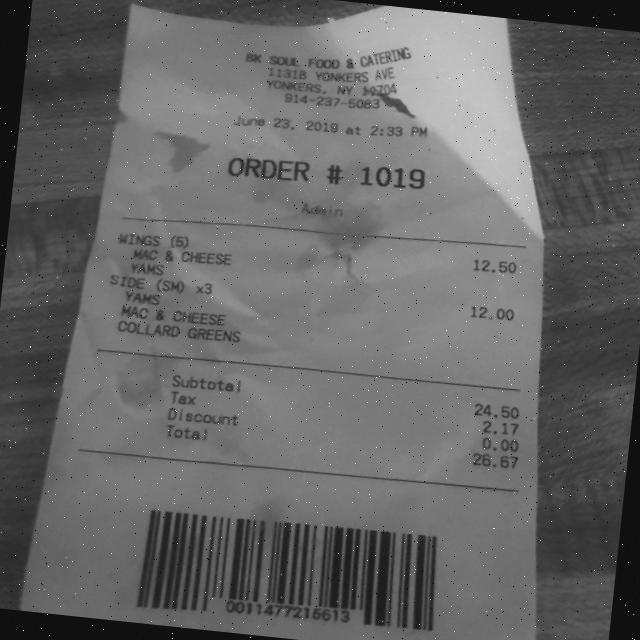 BK SOUL FOOD & CATERING
1131B YONKERS AVE
YONKERS, NY 10704
914-237-5083
June 23, 2019 at 2:33 PM
ORDER # 1019
Admin
WINGS (5) 12.50
MAC & CHEESE
YAMS
SIDE (SM) x3 12.00
YAMS
MAC & CHEESE
COLLARD GREENS
Subtotal 24.50
Tax 2.17
Discount 0.00
Total 26.67
0011477215613